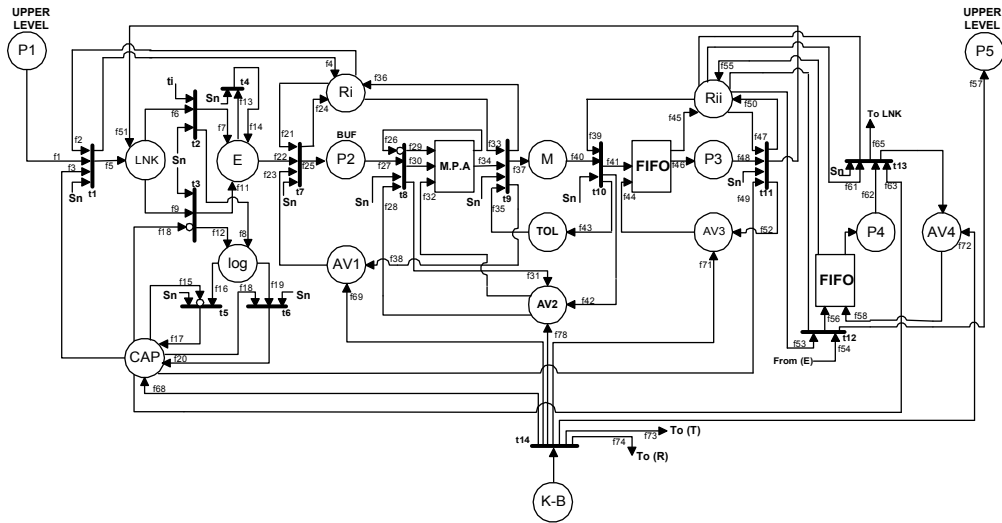 UPPER
LEVEL
P1
UPPER
LEVEL
P5
f57
f1
f2
f3
Sn
t1
f5
f51
LNK
ti
f6
Sn
t2
f7
t4
Sn
f13
f14
E
t3
f9
f11
f18
f12
f8
log
f15
Sn
f16
t5
f18
f19
Sn
t6
f17
f20
CAP
f68
f4
f36
Ri
f24
f21
f22
f23
Sn
t7
f25
BUF
P2
f26
f27
Sn
f28
t8
f29
f30
f32
M.P.A
f33
f34
Sn
f35
t9
f37
M
TOL
f43
AV1
f38
f69
f31
AV2
f42
f78
f39
f40
Sn
t10
f41
f44
FIFO
f45
f46
P3
Rii
f55
f50
f47
f48
Sn
f49
t11
AV3
f52
f71
To LNK
f65
t13
Sn
f61
f63
f62
P4
AV4
f72
FIFO
f56
f58
t12
f53
f54
From (E)
t14
f73
To (T)
f74
To (R)
K-B